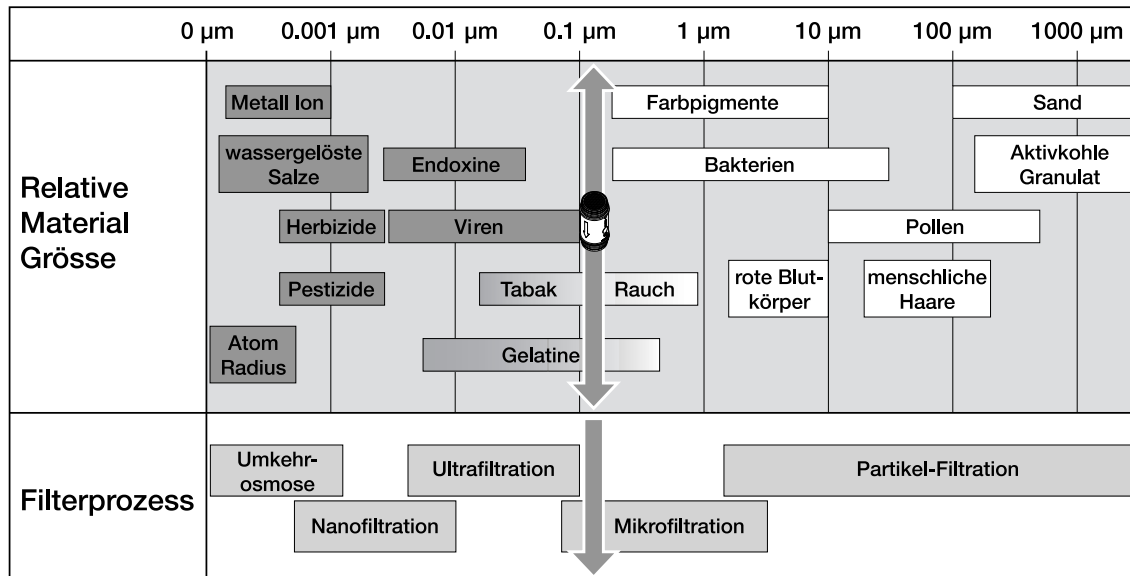 0 µm 0.001 µm 0.01 µm 0.1 µm 1 µm 10 µm 100 µm 1000 µm
Relative
Material
Grösse
Metall Ion
Farbpigmente
Sand
wassergelöste
Salze
Endoxine
Bakterien
Aktivkohle
Granulat
Herbizide
Viren
Pollen
Pestizide
Tabak
Rauch
rote Blut-
körper
menschliche
Haare
Atom
Radius
Gelatine
Filterprozess
Umkehr-
osmose
Ultrafiltration
Partikel-Filtration
Nanofiltration
Mikrofiltration